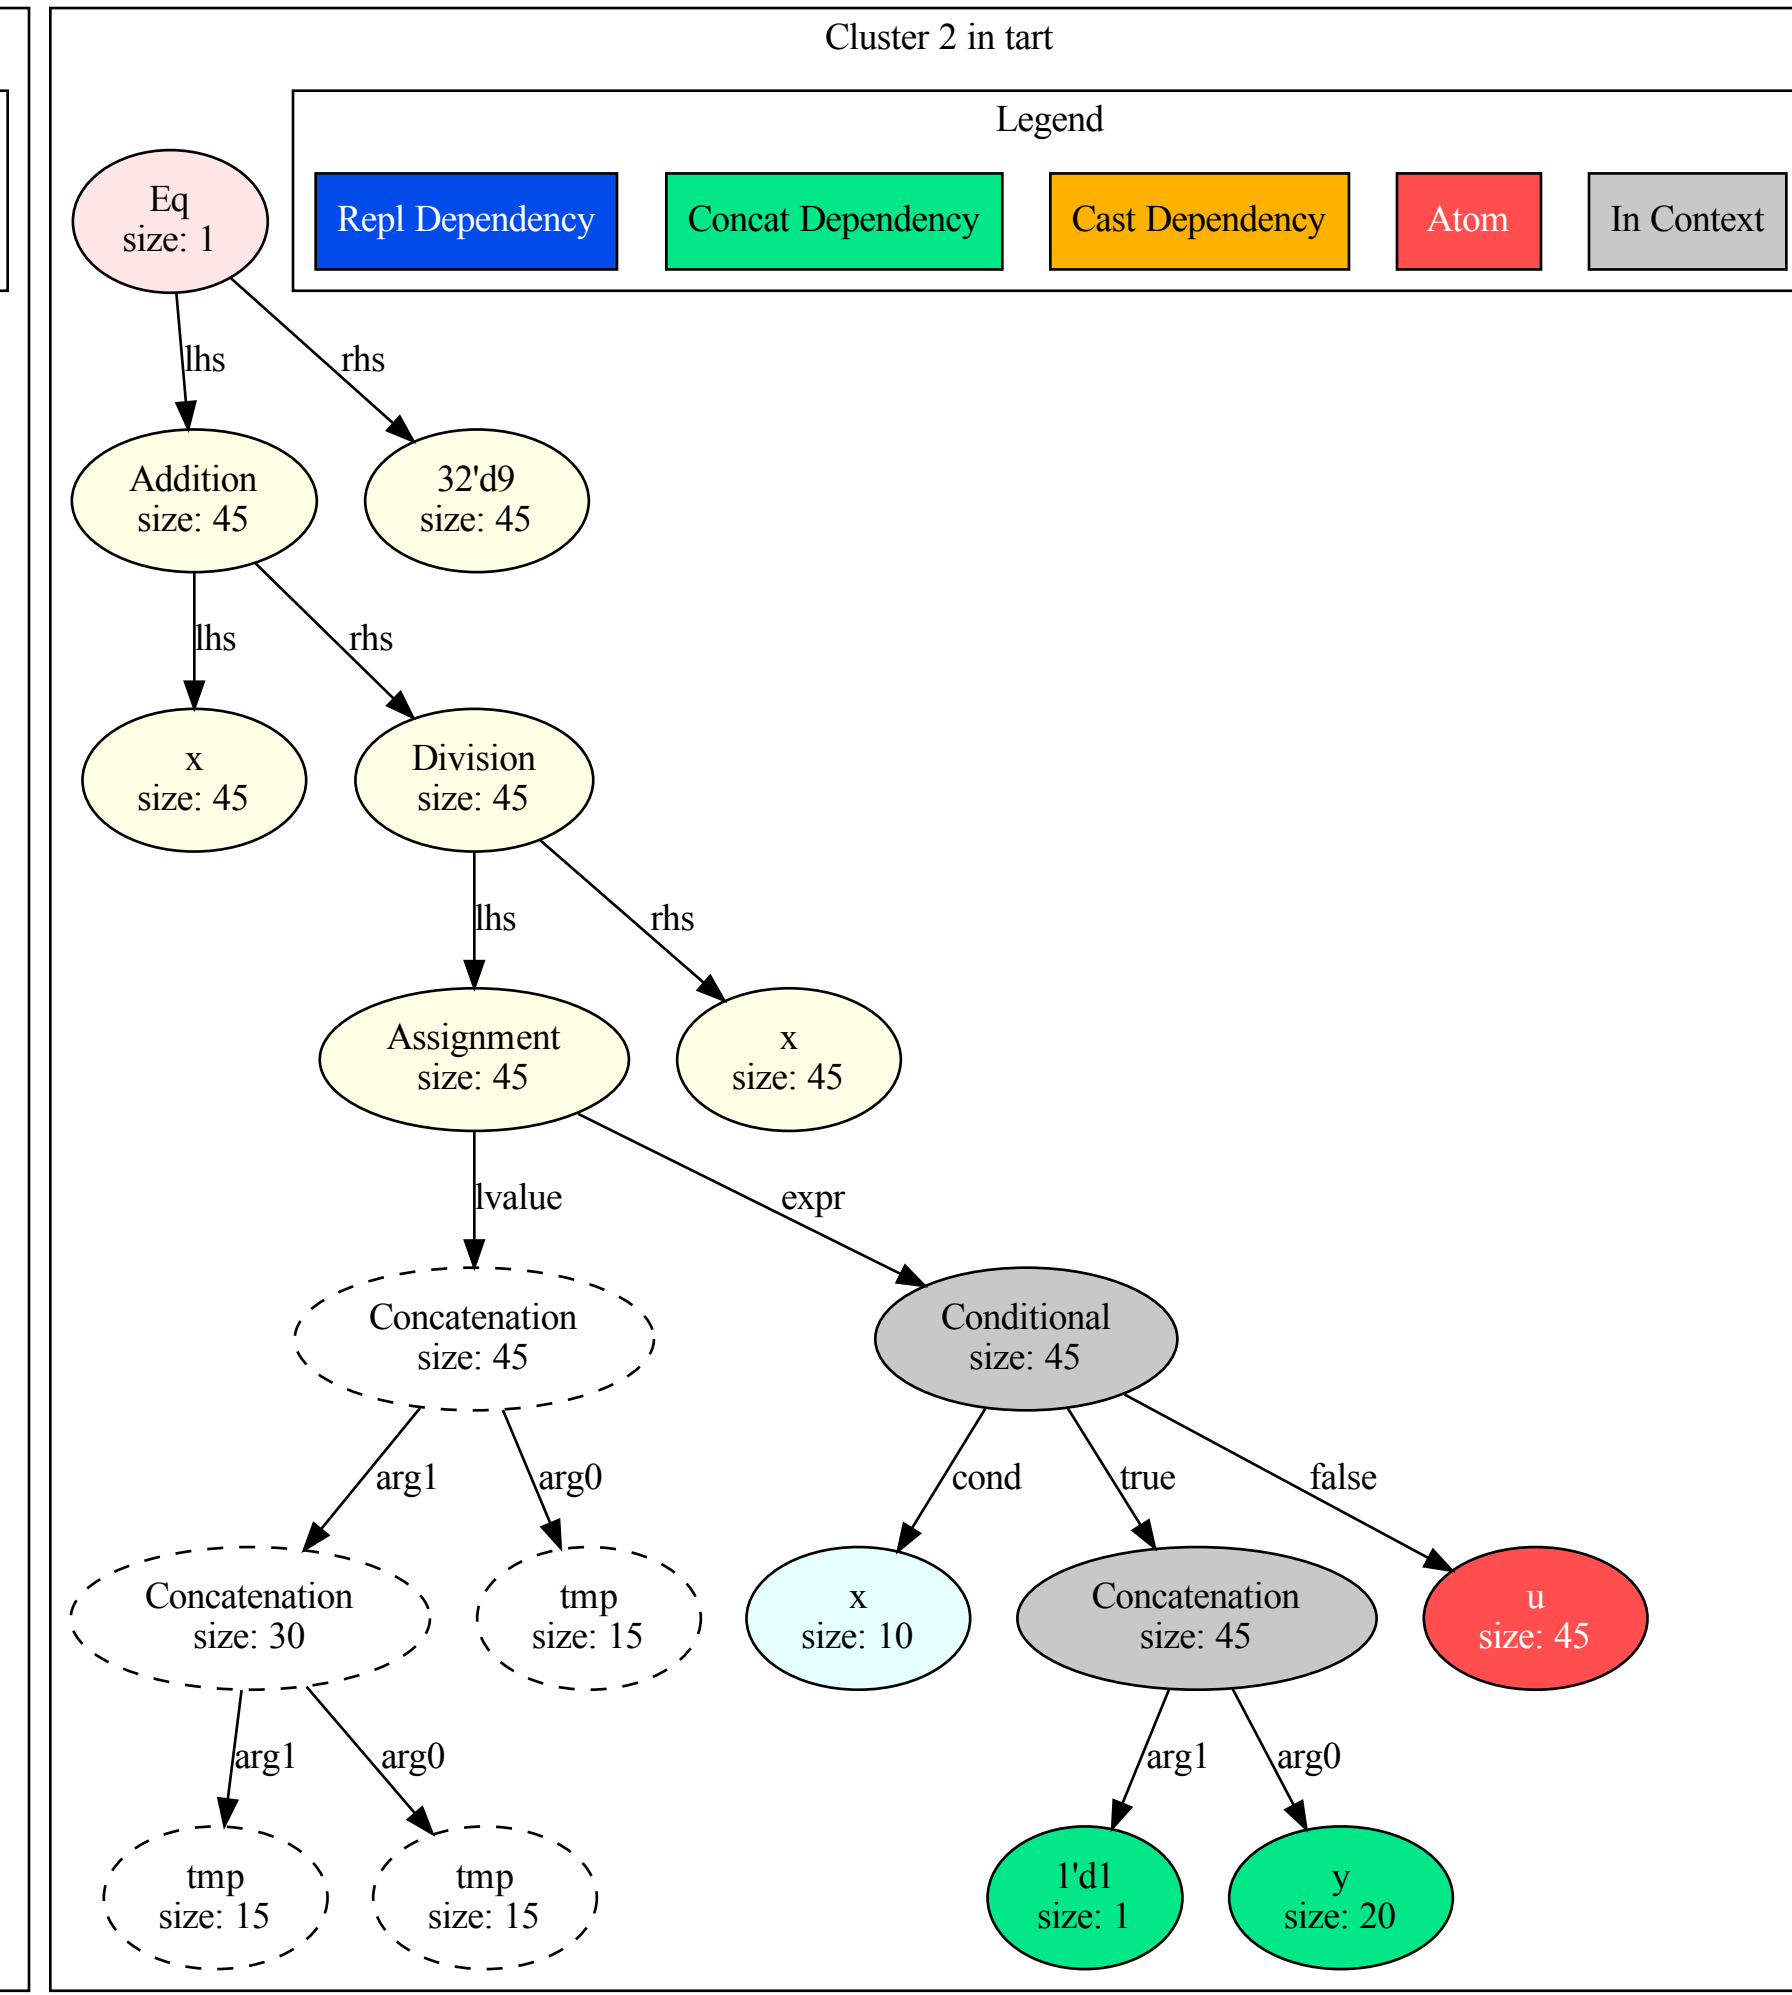 Cluster 2 in tart
Legend
Repl Dependency
Concat Dependency
Cast Dependency
Atom
In Context
Eq
size: 1
lhs
rhs
Addition
size: 45
32'd9
size: 45
lhs
rhs
x
size: 45
Division
size: 45
lhs
rhs
Assignment
size: 45
x
size: 45
lvalue
expr
Concatenation
size: 45
Conditional
size: 45
arg1
arg0
cond
true
false
Concatenation
size: 30
tmp
size: 15
x
size: 10
Concatenation
size: 45
u
size: 45
arg1
arg0
arg1
arg0
tmp
size: 15
tmp
size: 15
1'd1
size: 1
y
size: 20